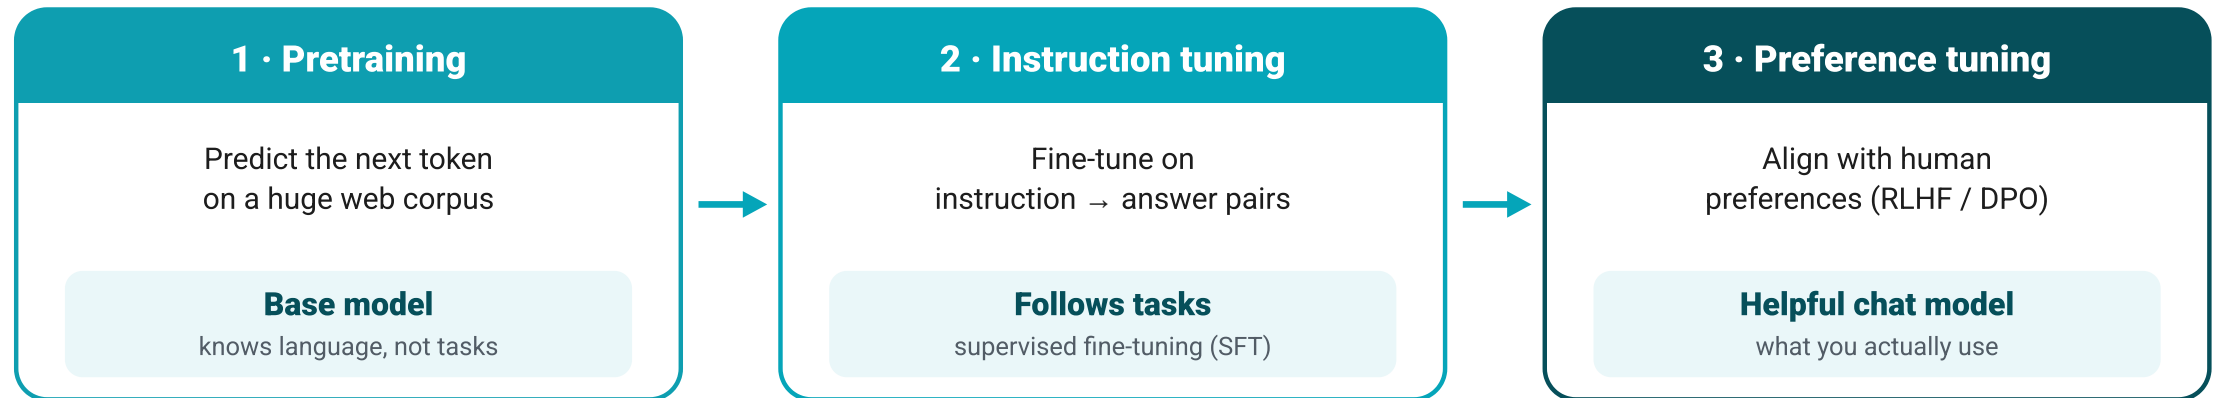 1 · Pretraining
Predict the next token
on a huge web corpus
Base model
knows language, not tasks
2 · Instruction tuning
Fine-tune on
instruction → answer pairs
Follows tasks
supervised fine-tuning (SFT)
3 · Preference tuning
Align with human
preferences (RLHF / DPO)
Helpful chat model
what you actually use